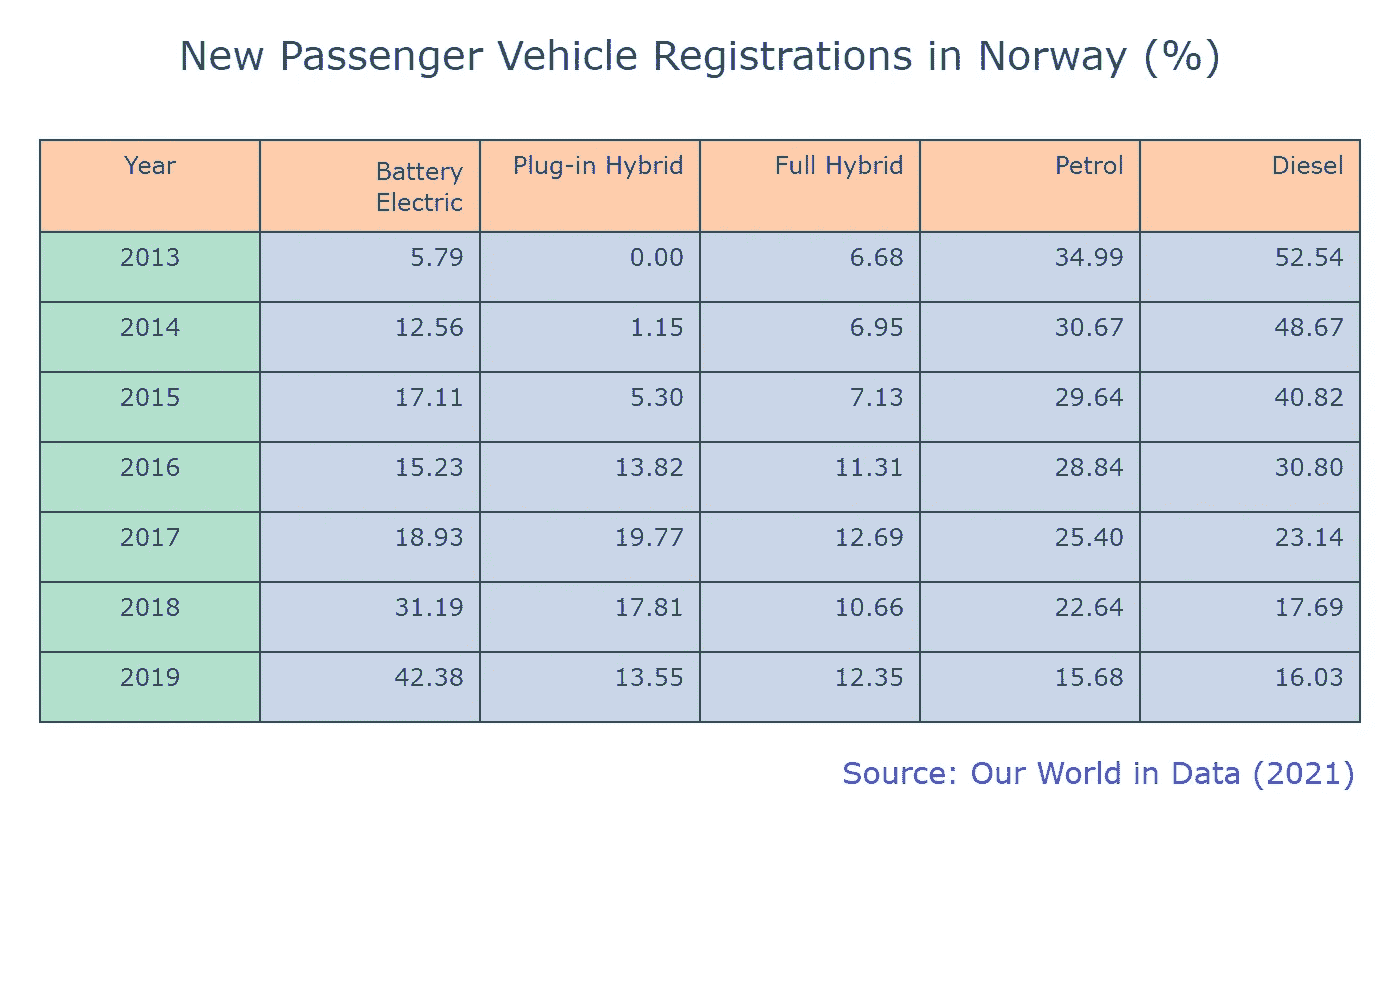 New Passenger Vehicle Registrations in Norway (%)
Year Battery Electric Plug-in Hybrid Full Hybrid Petrol Diesel
2013 5.79 0.00 6.68 34.99 52.54
2014 12.56 1.15 6.95 30.67 48.67
2015 17.11 5.30 7.13 29.64 40.82
2016 15.23 13.82 11.31 28.84 30.80
2017 18.93 19.77 12.69 25.40 23.14
2018 31.19 17.81 10.66 22.64 17.69
2019 42.38 13.55 12.35 15.68 16.03
Source: Our World in Data (2021)